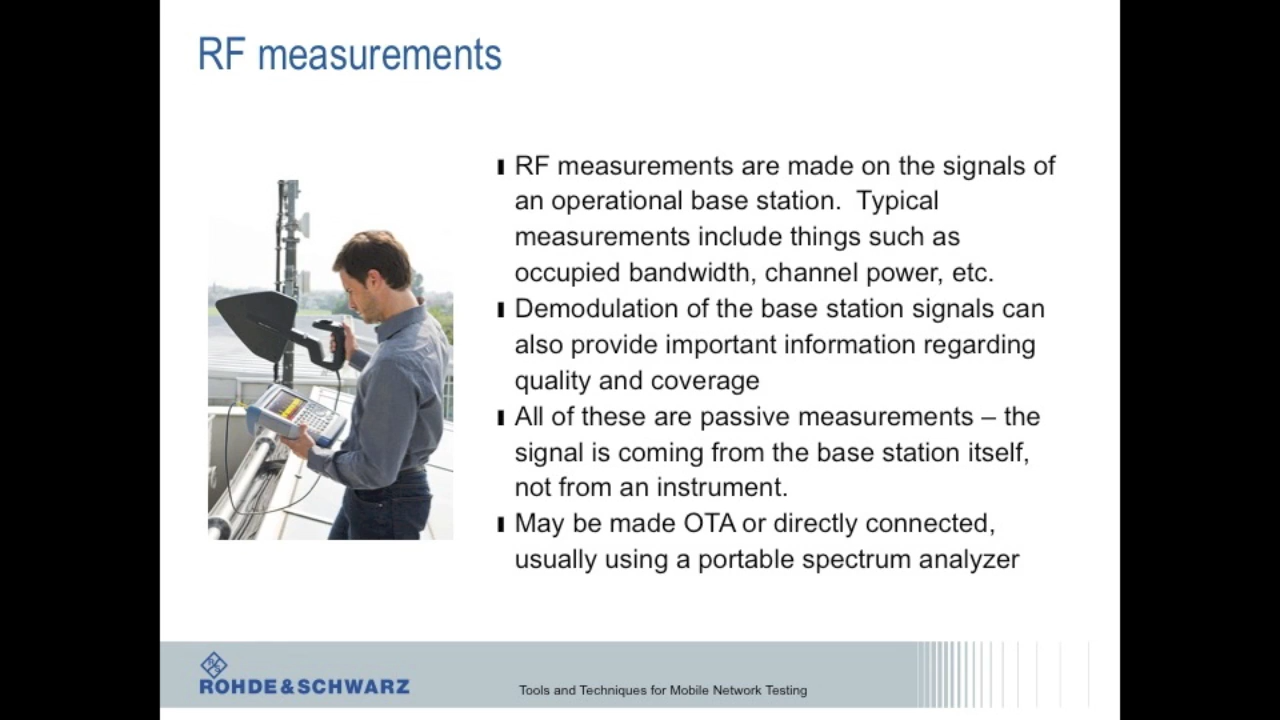 RF measurements
RF measurements are made on the signals of
an operational base station.  Typical
measurements include things such as
occupied bandwidth, channel power, etc.
Demodulation of the base station signals can
also provide important information regarding
quality and coverage
All of these are passive measurements – the
signal is coming from the base station itself,
not from an instrument.
May be made OTA or directly connected,
usually using a portable spectrum analyzer
R S
ROHDE&SCHWARZ
Tools and Techniques for Mobile Network Testing